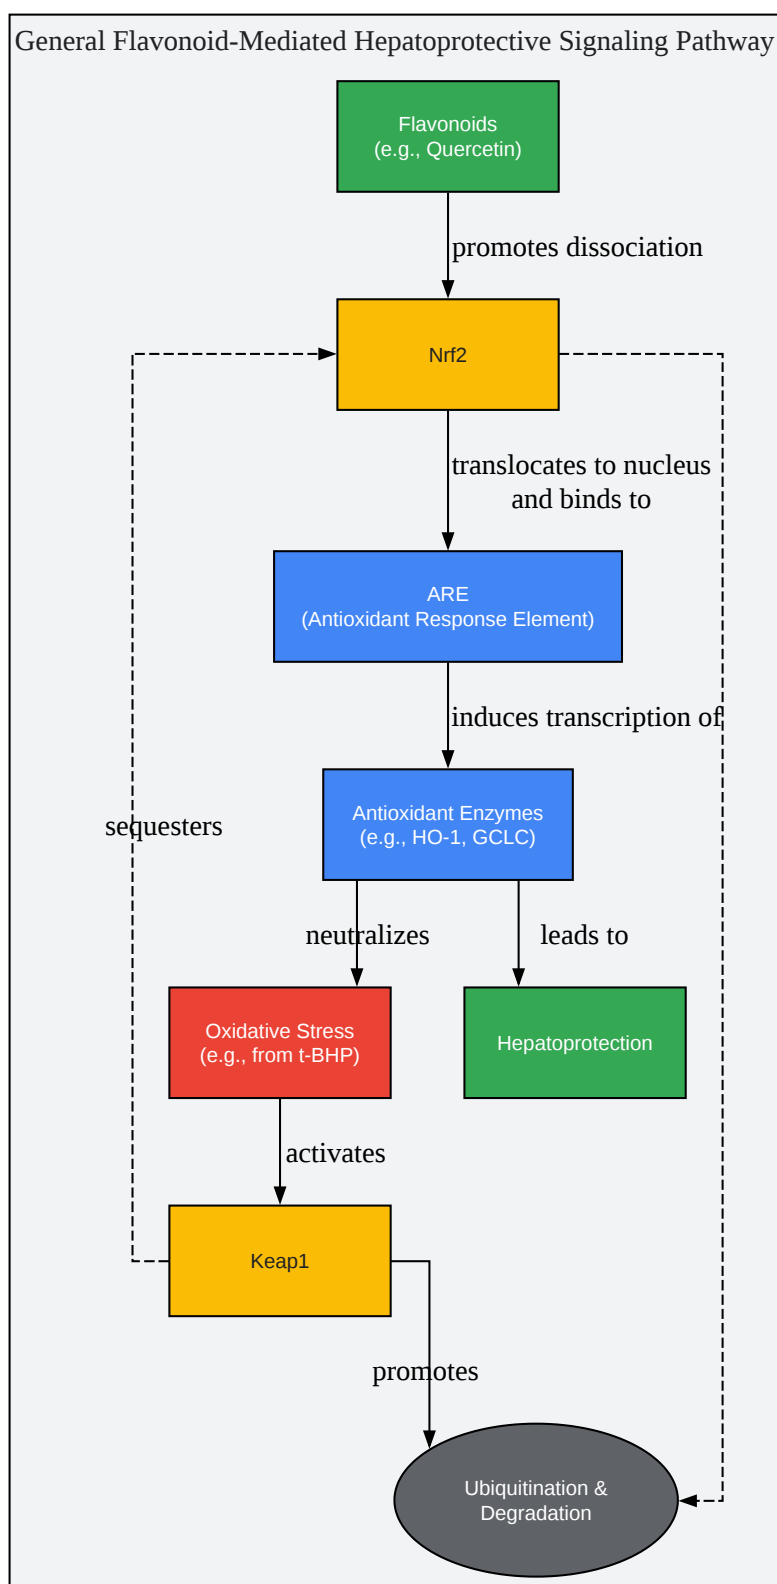 General Flavonoid-Mediated Hepatoprotective Signaling Pathway
Flavonoids
(e.g., Quercetin)
promotes dissociation
Nrf2
translocates to nucleus
and binds to
ARE
(Antioxidant Response Element)
induces transcription of
Antioxidant Enzymes
(e.g., HO-1, GCLC)
sequesters
neutralizes
leads to
Oxidative Stress
(e.g., from t-BHP)
Hepatoprotection
activates
Keap1
promotes
Ubiquitination &
Degradation